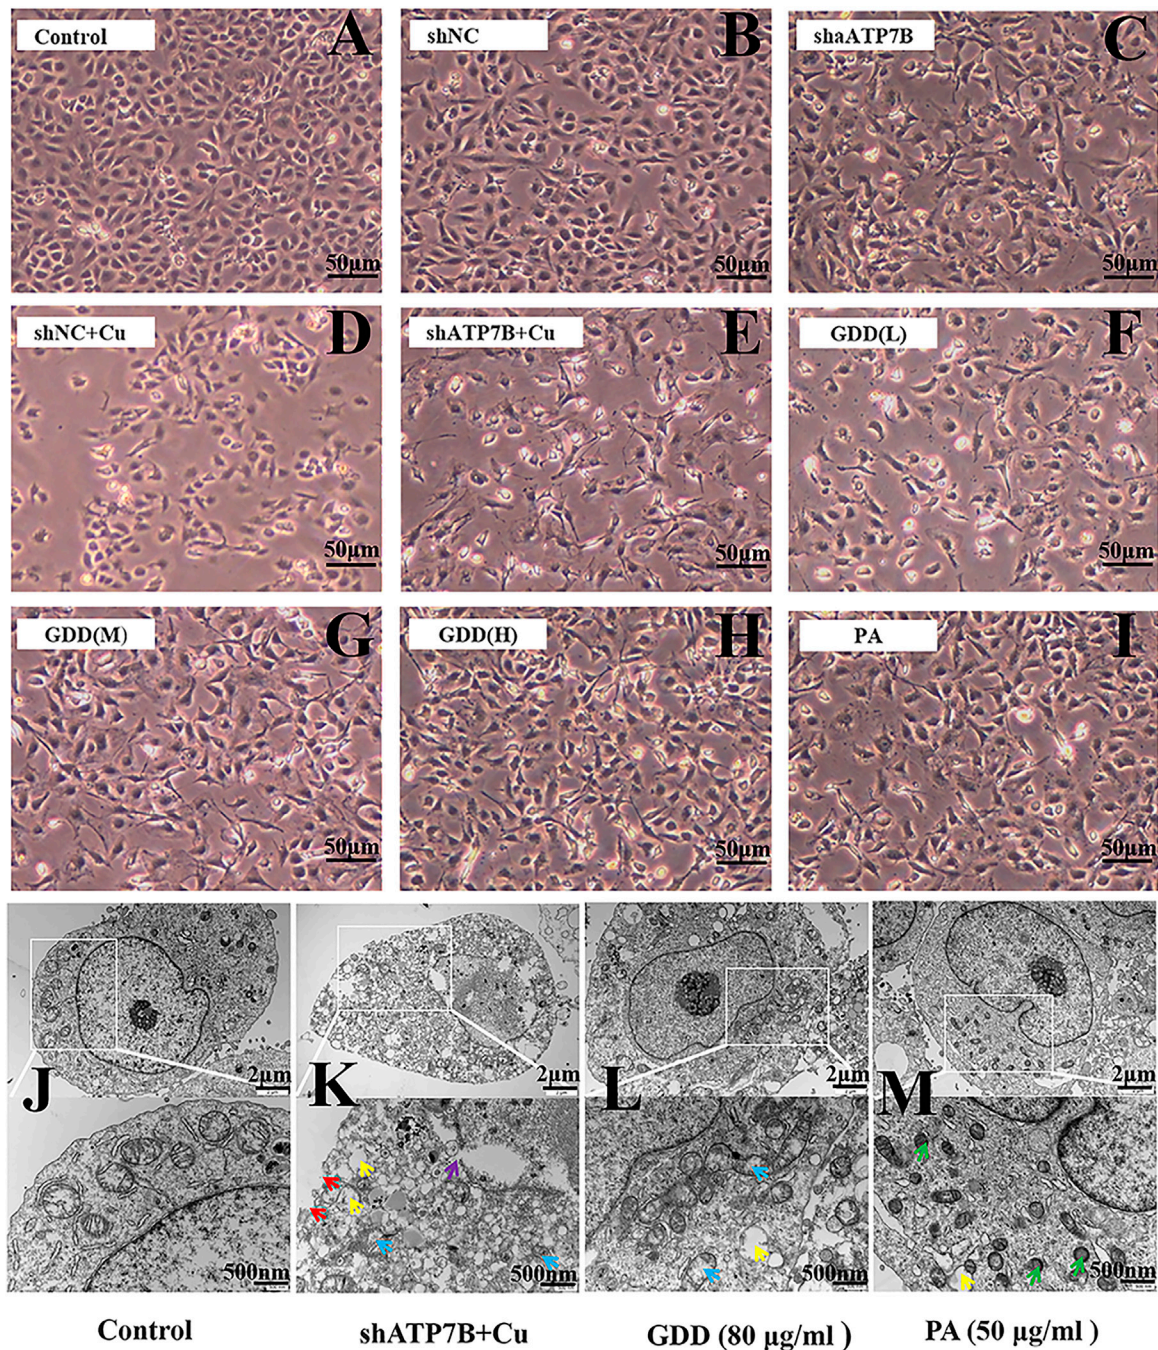 Control
A
50μm
shNC
B
50μm
shaATP7B
C
50μm
shNC+Cu
D
50μm
shATP7B+Cu
E
50μm
GDD(L)
F
50μm
GDD(M)
G
50μm
GDD(H)
H
50μm
PA
I
50μm
J
2μm
K
2μm
L
2μm
M
2μm
500nm
500nm
500nm
500nm
Control
shATP7B+Cu
GDD (80 μg/ml )
PA (50 μg/ml )